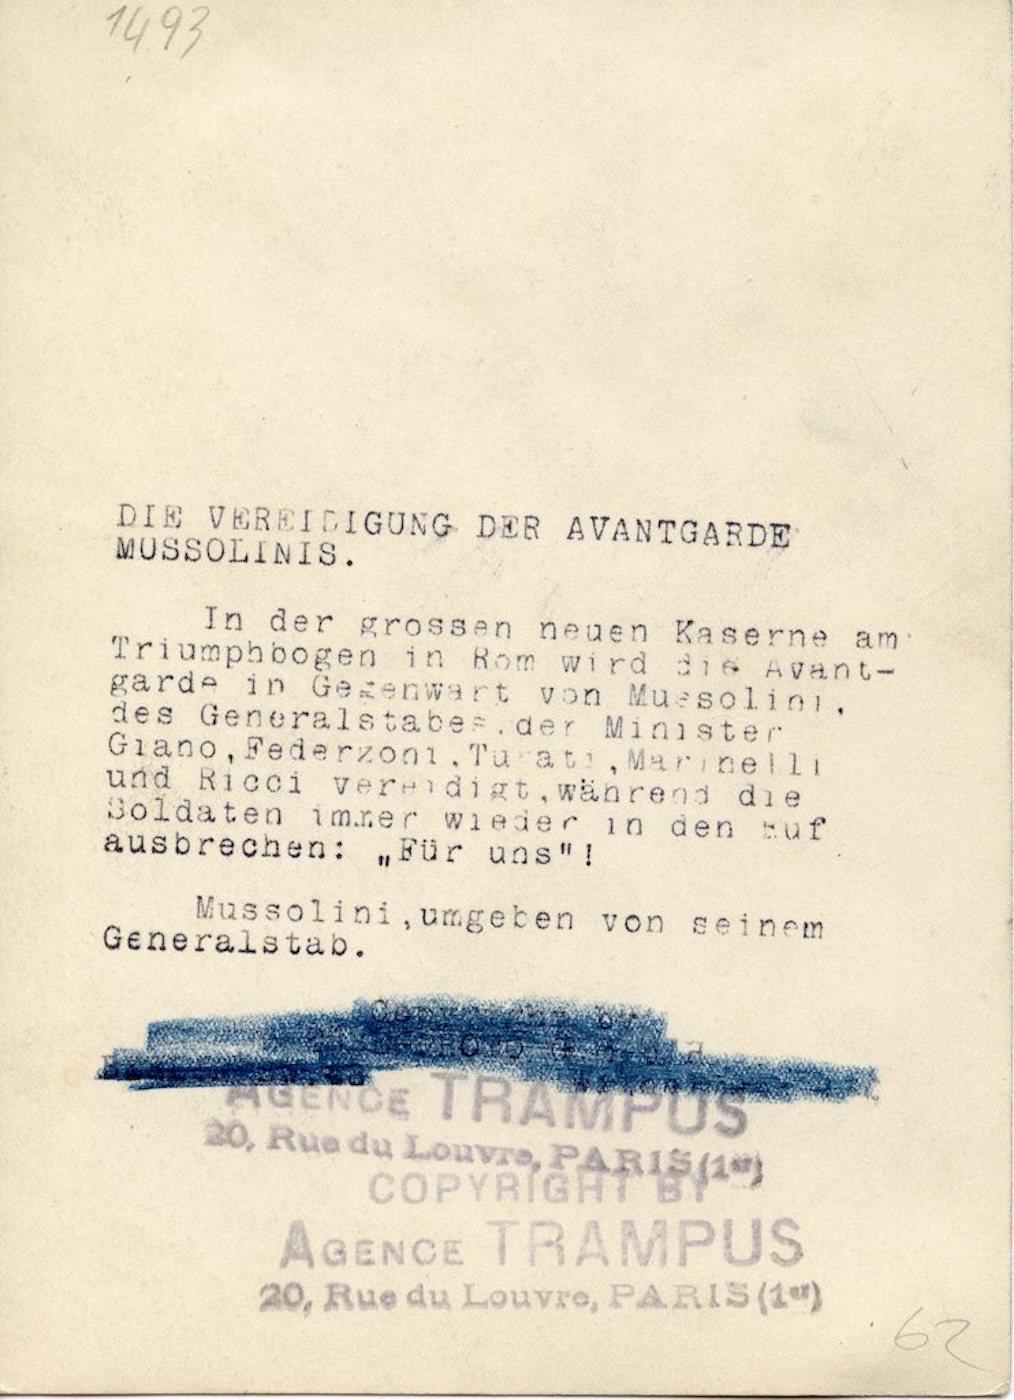 1493
DIE VEREIDIGUNG DER AVANTGARDE
MUSSOLINIS.
In der grossen neuen Kaserne am
Triumphbogen in Rom wird die Avant-
garde in Gegenwart von Mussolini,
des Generalstabes,der Minister
Giano,Federzoni,Turati,Marinelli
und Ricci vereidigt,während die
Soldaten immer wieder in den Ruf
ausbrechen: „Für uns"!
Mussolini,umgeben von seinem
Generalstab.
Copyright by
AGENCE TRAMPUS
20, Rue du Louvre, PARIS (1er)
COPYRIGHT BY
AGENCE TRAMPUS
20, Rue du Louvre, PARIS (1er)
62